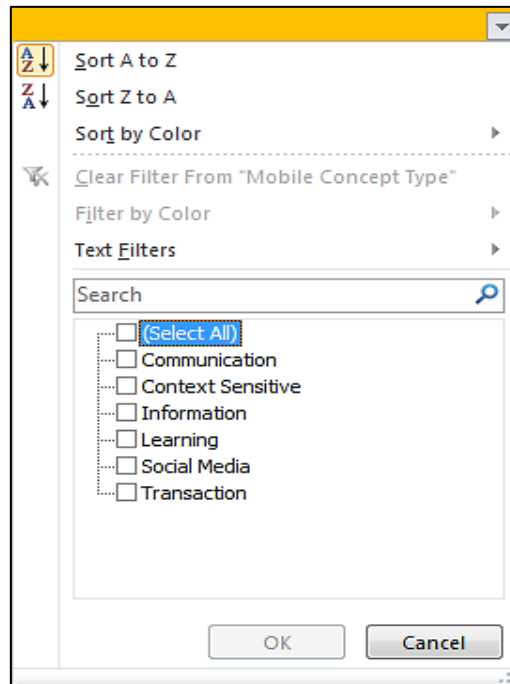 Sort A to Z
Sort Z to A
Sort by Color
Clear Filter From "Mobile Concept Type"
Filter by Color
Text Filters
Search
(Select All)
Communication
Context Sensitive
Information
Learning
Social Media
Transaction
OK Cancel